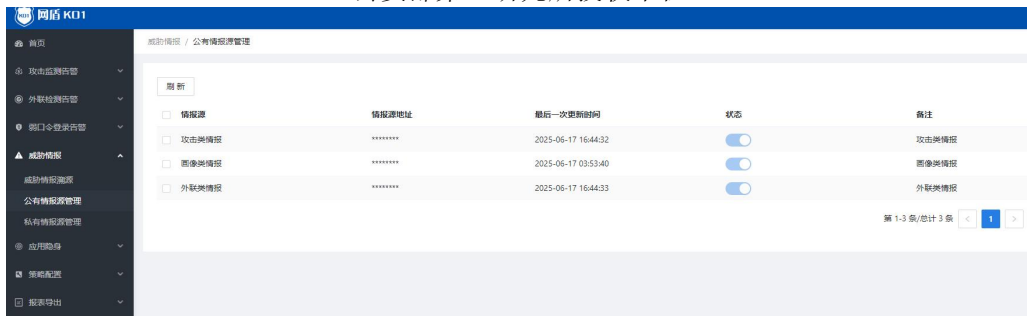 网盾 K01
首页
威胁情报 / 公有情报源管理
攻击监测告警
刷 新
外联检测告警
情报源 情报源地址 最后一次更新时间 状态 备注
弱口令登录告警
攻击类情报 ******** 2025-06-17 16:44:32 攻击类情报
威胁情报
画像类情报 ******** 2025-06-17 03:53:40 画像类情报
威胁情报溯源
外联类情报 ******** 2025-06-17 16:44:33 外联类情报
公有情报源管理
私有情报源管理
第 1-3 条/总计 3 条 < 1 >
应用隐身
策略配置
报表导出